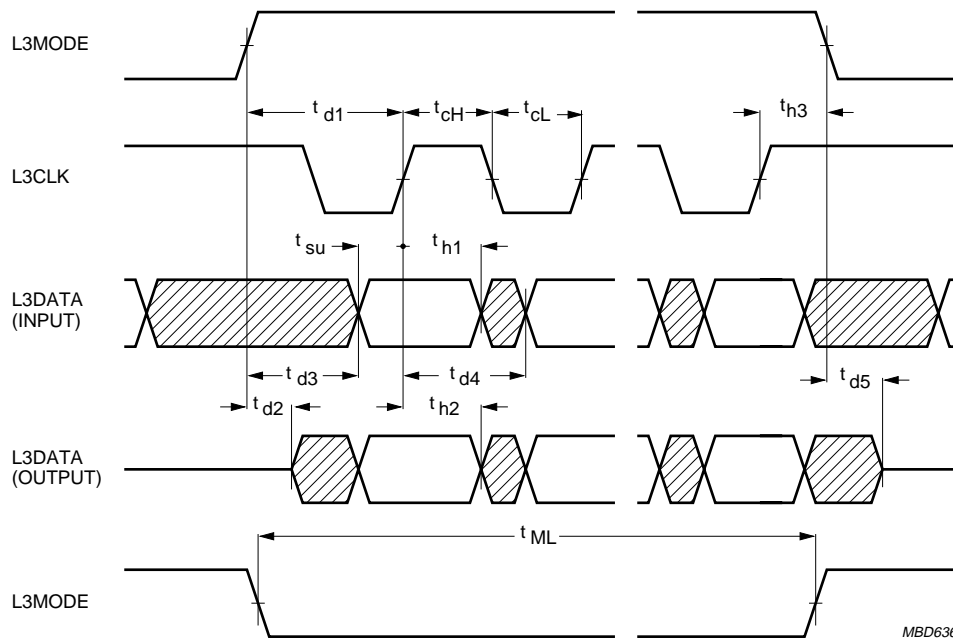 L3MODE
t d1
t cH
t cL
t h3
L3CLK
t su
t h1
L3DATA
(INPUT)
t d3
t d4
t d5
t d2
t h2
L3DATA
(OUTPUT)
t ML
L3MODE
MBD636